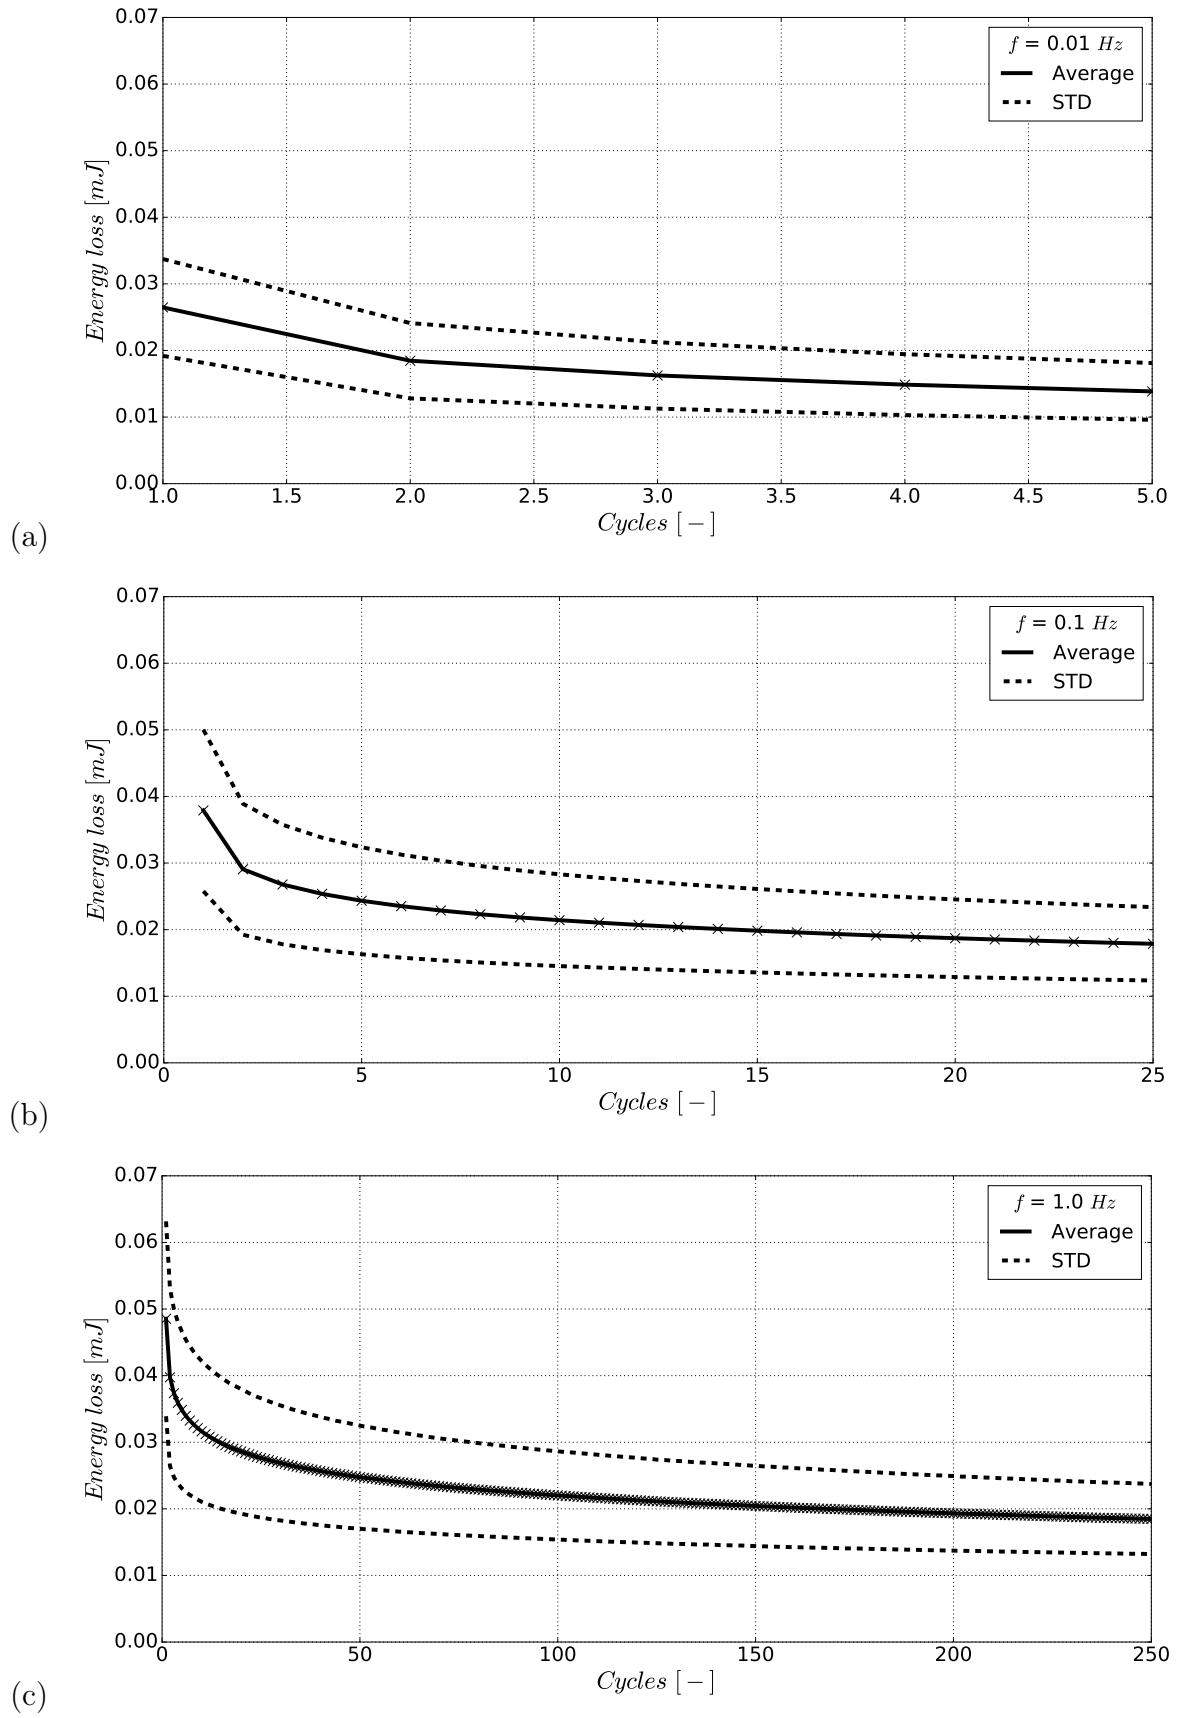 0.07
0.06
0.05
0.04
0.03
0.02
0.01
0.00
Energy loss [mJ]
f = 0.01 Hz
Average
STD
1.0 1.5 2.0 2.5 3.0 3.5 4.0 4.5 5.0
Cycles [-]
(a)
0.07
0.06
0.05
0.04
0.03
0.02
0.01
0.00
Energy loss [mJ]
f = 0.1 Hz
Average
STD
0 5 10 15 20 25
Cycles [-]
(b)
0.07
0.06
0.05
0.04
0.03
0.02
0.01
0.00
Energy loss [mJ]
f = 1.0 Hz
Average
STD
0 50 100 150 200 250
Cycles [-]
(c)